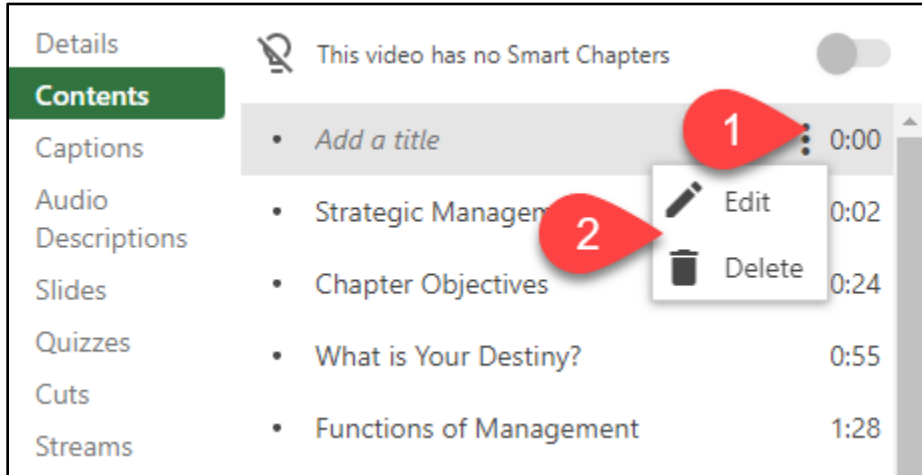 Details
Contents
Captions
Audio
Descriptions
Slides
Quizzes
Cuts
Streams
This video has no Smart Chapters
• Add a title 1 0:00
• Strategic Managem 0:02
Edit
2
Delete
• Chapter Objectives 0:24
• What is Your Destiny? 0:55
• Functions of Management 1:28